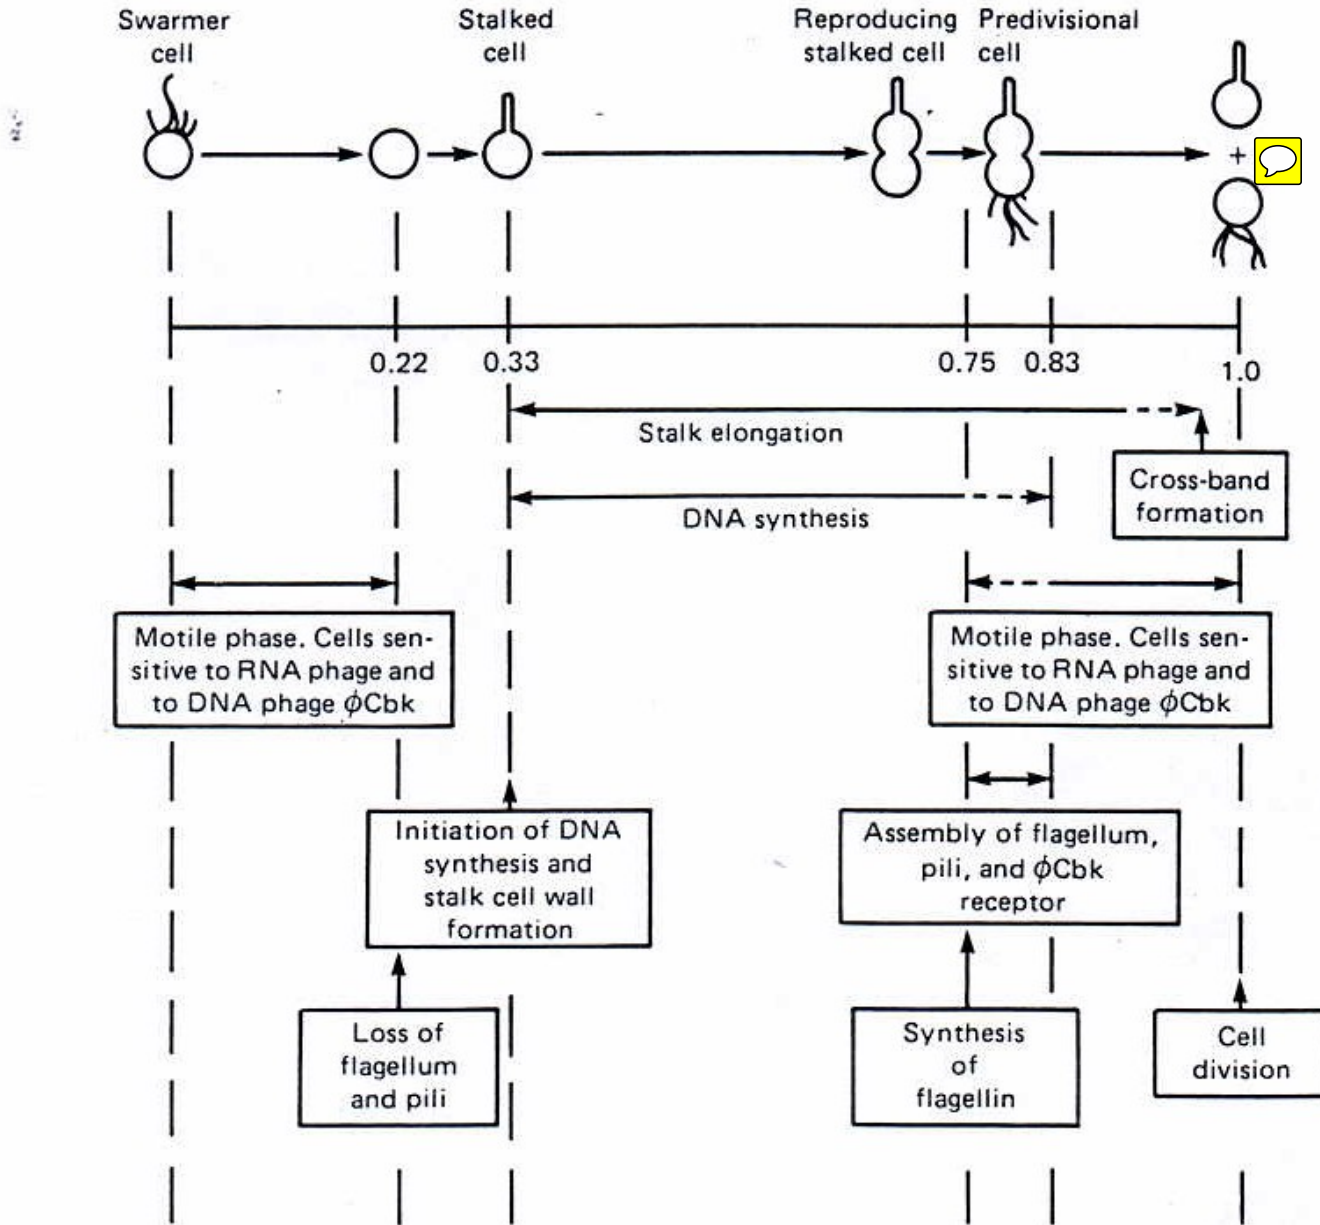 Swarmer
cell
Stalked
cell
Reproducing
stalked cell
Predivisional
cell
+
0.22
0.33
0.75
0.83
1.0
Stalk elongation
Cross-band
formation
DNA synthesis
Motile phase. Cells sen-
sitive to RNA phage and
to DNA phage ϕCbk
Motile phase. Cells sen-
sitive to RNA phage and
to DNA phage ϕCbk
Initiation of DNA
synthesis and
stalk cell wall
formation
Assembly of flagellum,
pili, and ϕCbk
receptor
Loss of
flagellum
and pili
Synthesis
of
flagellin
Cell
division